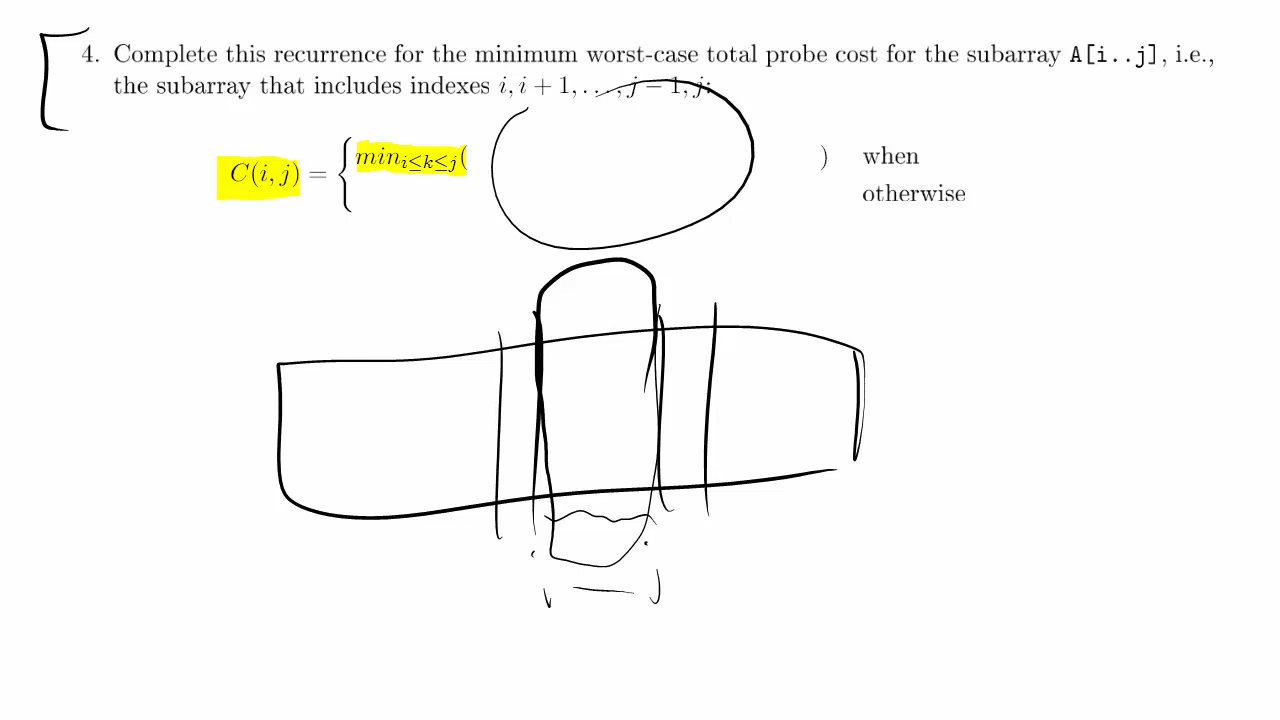 4. Complete this recurrence for the minimum worst-case total probe cost for the subarray A[i..j], i.e.,
the subarray that includes indexes i, i + 1, . . . , j − 1, j:
C(i, j) = { min_{i≤k≤j}( ) when
otherwise
i — j